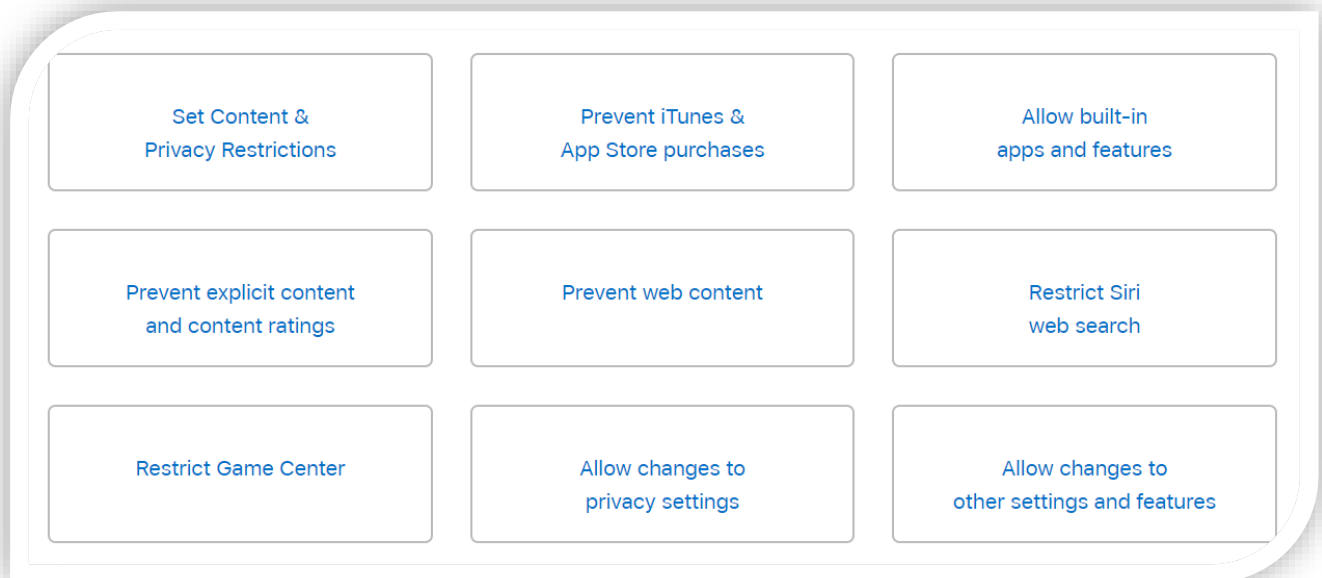 Set Content &
Privacy Restrictions
Prevent iTunes &
App Store purchases
Allow built-in
apps and features
Prevent explicit content
and content ratings
Prevent web content
Restrict Siri
web search
Restrict Game Center
Allow changes to
privacy settings
Allow changes to
other settings and features